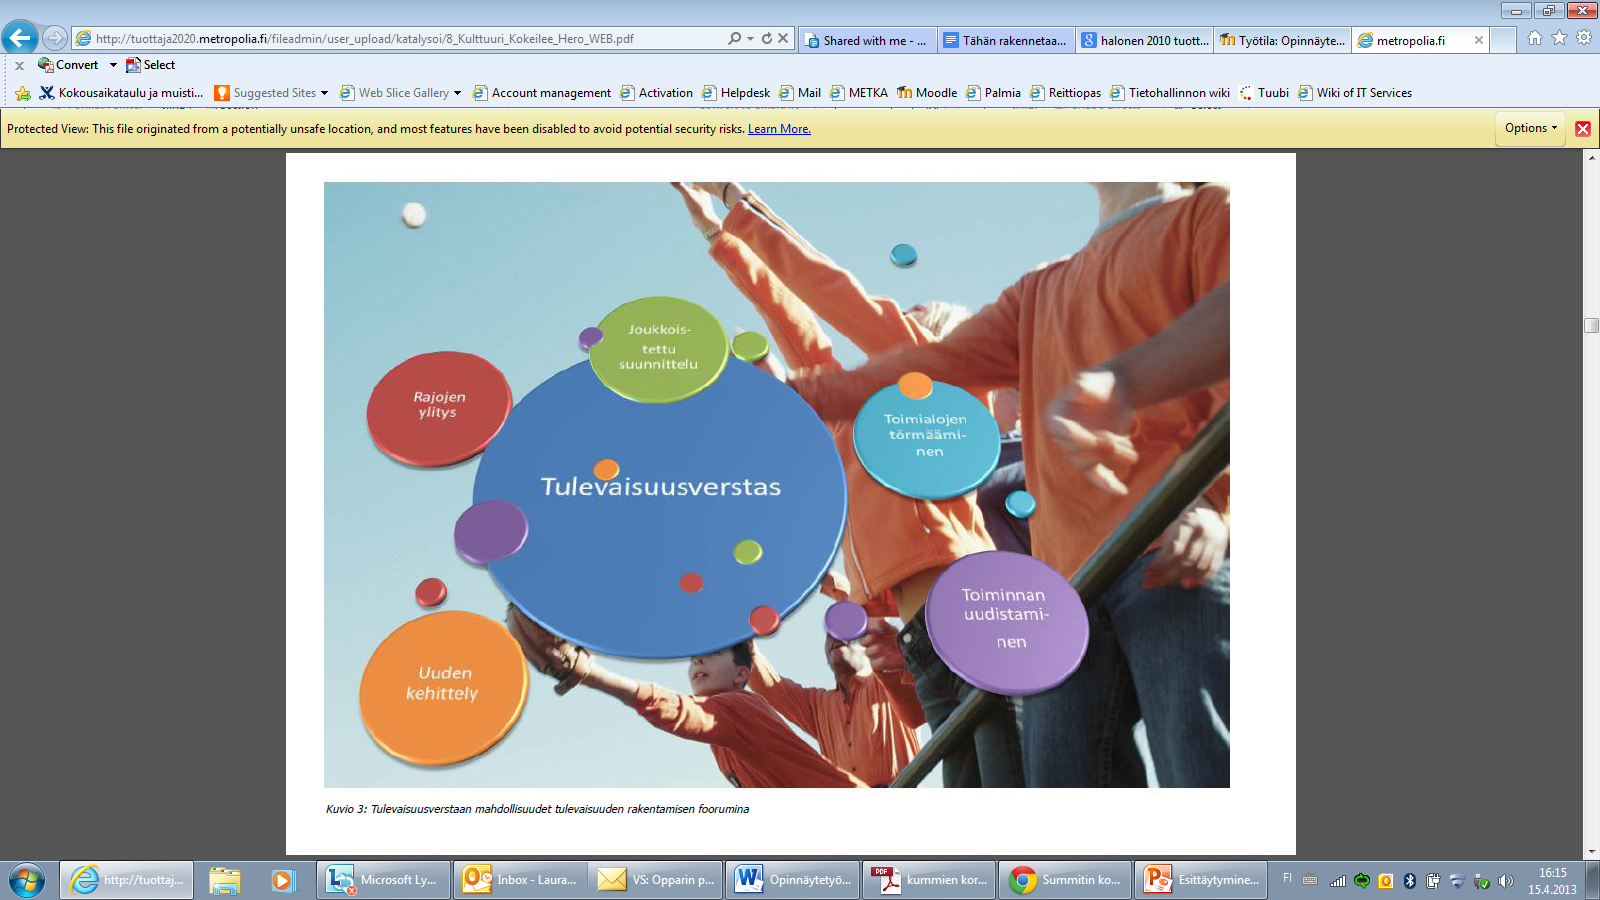 http://tuottaja2020.metropolia.fi/fileadmin/user_upload/katalysoi/8_Kulttuuri_Kokeilee_Hero_WEB.pdf
Shared with me - ...
Tähän rakennetaa...
halonen 2010 tuott...
Työtila: Opinnäyte...
metropolia.fi
x Convert Select
Kokousaikataulu ja muisti... Suggested Sites Web Slice Gallery Account management Activation Helpdesk Mail METKA Moodle Palmia Reittiopas Tietohallinnon wiki Tuubi Wiki of IT Services
Protected View: This file originated from a potentially unsafe location, and most features have been disabled to avoid potential security risks. Learn More.
Options
Joukkois-
tettu
suunnittelu
Rajojen
ylitys
Toimialojen
törmäämi-
nen
Tulevaisuusverstas
Toiminnan
uudistami-
nen
Uuden
kehittely
Kuvio 3: Tulevaisuusverstaan mahdollisuudet tulevaisuuden rakentamisen foorumina
http://tuottaj...
Microsoft Ly...
Inbox - Laura...
VS: Opparin p...
Opinnäytetyö...
PDF
kummien kor...
Summitin ko...
Esittäytymine...
FI
16:15
15.4.2013